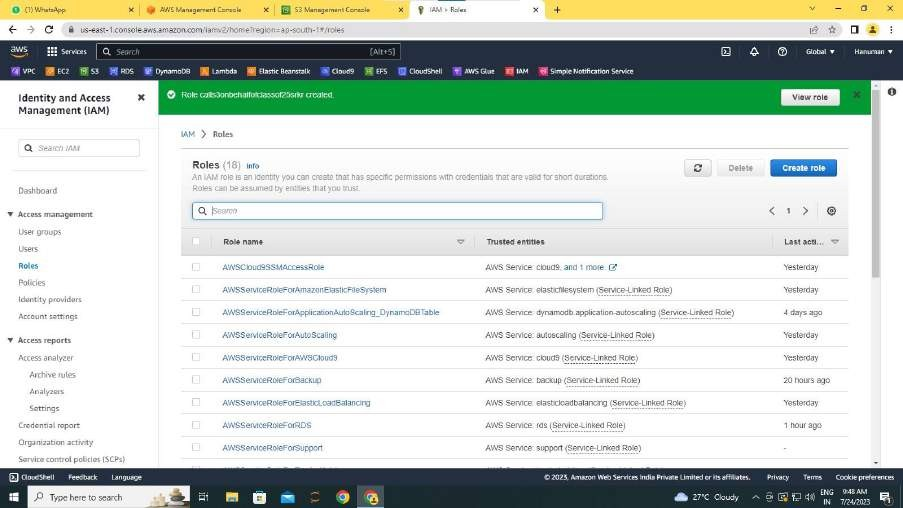 (1) WhatsApp
AWS Management Console
S3 Management Console
IAM > Roles
us-east-1.console.aws.amazon.com/iamv2/home?region=ap-south-1#/roles
aws
Services
Search
[Alt+S]
Global
Hanuman
VPC
EC2
S3
RDS
DynamoDB
Lambda
Elastic Beanstalk
Cloud9
EFS
CloudShell
AWS Glue
IAM
Simple Notification Service
Identity and Access
Management (IAM)
Search IAM
Dashboard
Access management
User groups
Users
Roles
Policies
Identity providers
Account settings
Access reports
Access analyzer
Archive rules
Analyzers
Settings
Credential report
Organization activity
Service control policies (SCPs)
created.
View role
IAM > Roles
Roles (18) Info
An IAM role is an identity you can create that has specific permissions with credentials that are valid for short durations.
Roles can be assumed by entities that you trust.
Delete
Create role
Search
1
Role name
Trusted entities
Last acti...
AWSCloud9SSMAccessRole
AWS Service: cloud9, and 1 more.
Yesterday
AWSServiceRoleForAmazonElasticFileSystem
AWS Service: elasticfilesystem (Service-Linked Role)
Yesterday
AWSServiceRoleForApplicationAutoScaling_DynamoDBTable
AWS Service: dynamodb.application-autoscaling (Service-Linked Role)
4 days ago
AWSServiceRoleForAutoScaling
AWS Service: autoscaling (Service-Linked Role)
Yesterday
AWSServiceRoleForAWSCloud9
AWS Service: cloud9 (Service-Linked Role)
Yesterday
AWSServiceRoleForBackup
AWS Service: backup (Service-Linked Role)
20 hours ago
AWSServiceRoleForElasticLoadBalancing
AWS Service: elasticloadbalancing (Service-Linked Role)
Yesterday
AWSServiceRoleForRDS
AWS Service: rds (Service-Linked Role)
1 hour ago
AWSServiceRoleForSupport
AWS Service: support (Service-Linked Role)
-
CloudShell
Feedback
Language
© 2023, Amazon Web Services India Private Limited or its affiliates.
Privacy
Terms
Cookie preferences
Type here to search
27°C Cloudy
ENG
IN
9:48 AM
7/24/2023